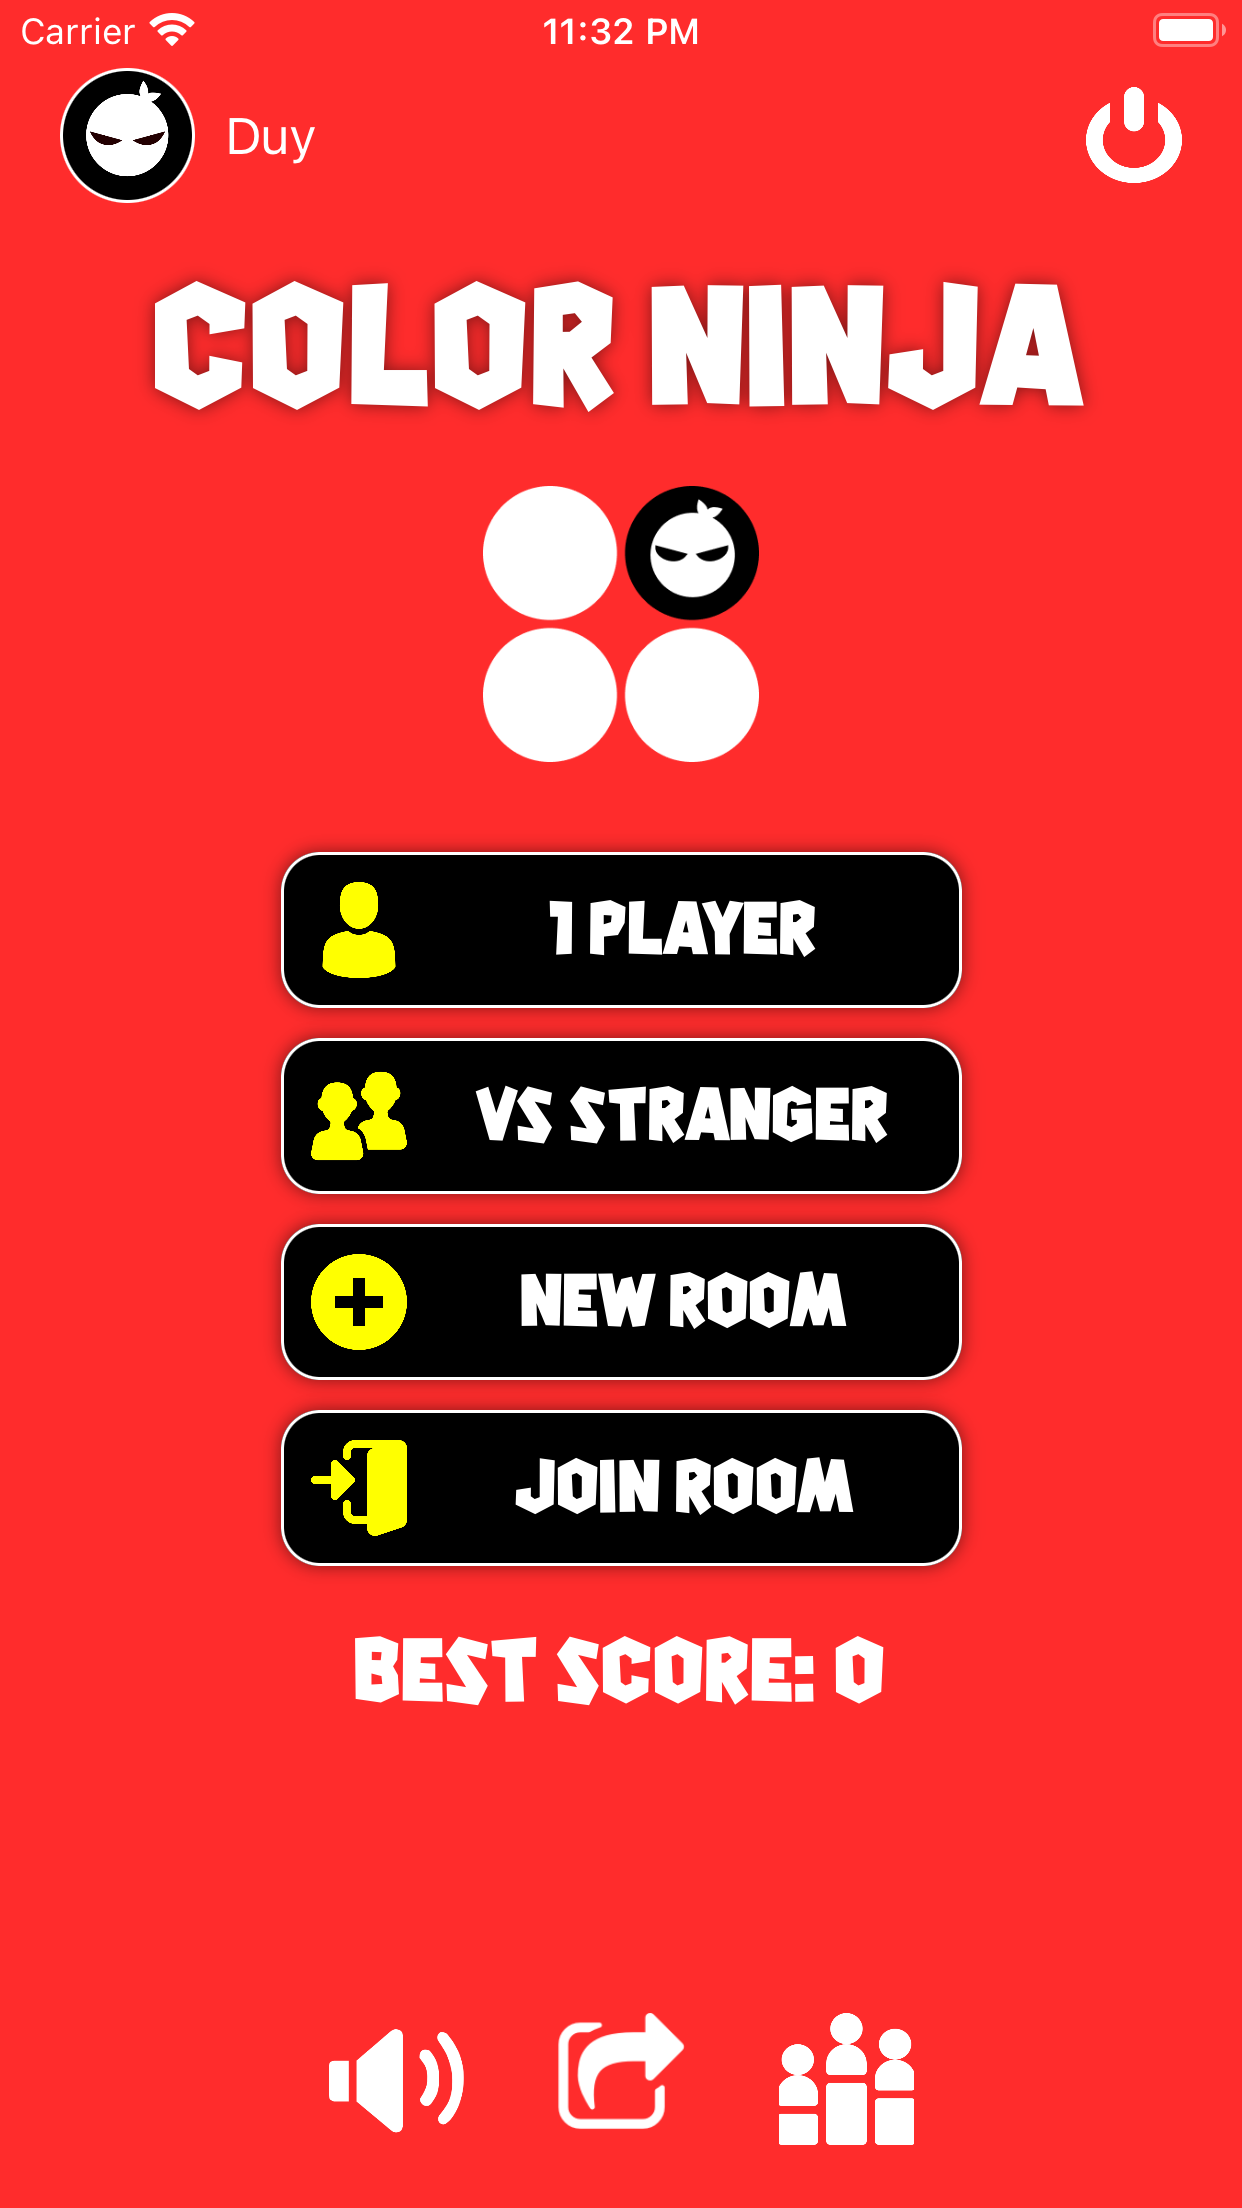 Carrier 11:32 PM
Duy
COLOR NINJA
1 PLAYER
VS STRANGER
NEW ROOM
JOIN ROOM
BEST SCORE: 0